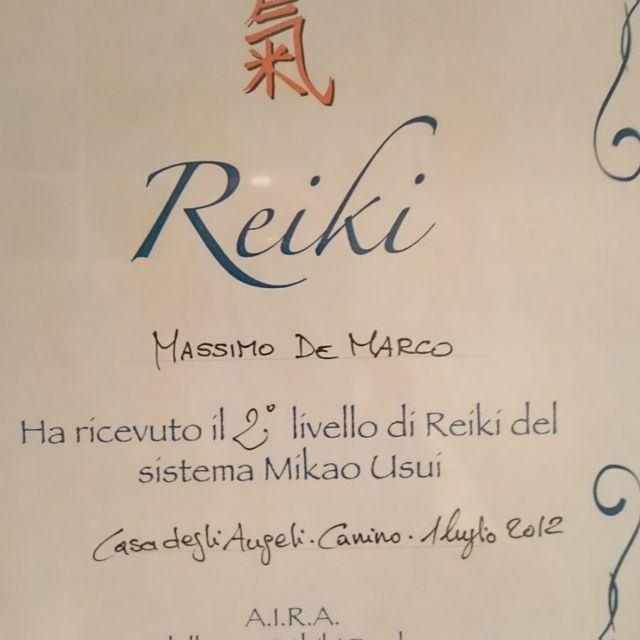 氣
Reiki
MASSIMO DE MARCO
Ha ricevuto il 2° livello di Reiki del
sistema Mikao Usui
Casa degli Angeli. Canino. 1 luglio 2012
A.I.R.A.